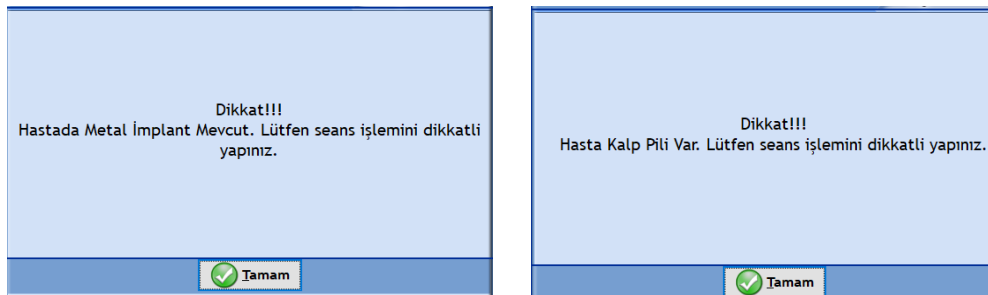 Dikkat!!!
Hastada Metal İmplant Mevcut. Lütfen seans işlemini dikkatli
yapınız.
Tamam
Dikkat!!!
Hasta Kalp Pili Var. Lütfen seans işlemini dikkatli yapınız.
Tamam